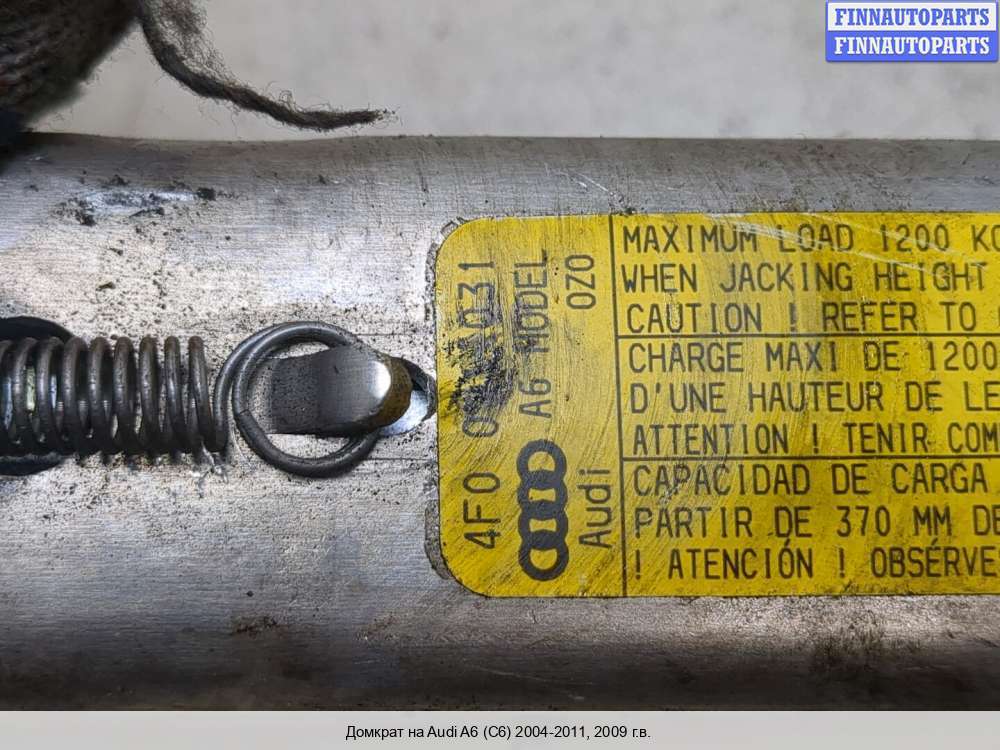 FINNAUTOPARTS
FINNAUTOPARTS
MAXIMUM LOAD 1200 KG
WHEN JACKING HEIGHT
CAUTION ! REFER TO
CHARGE MAXI DE 1200
D'UNE HAUTEUR DE LE
ATTENTION ! TENIR COM
CAPACIDAD DE CARGA
PARTIR DE 370 MM DE
! ATENCIÓN ! OBSÉRVE
4F0 031
A6 MODEL
0Z0
Audi
Домкрат на Audi A6 (C6) 2004-2011, 2009 г.в.